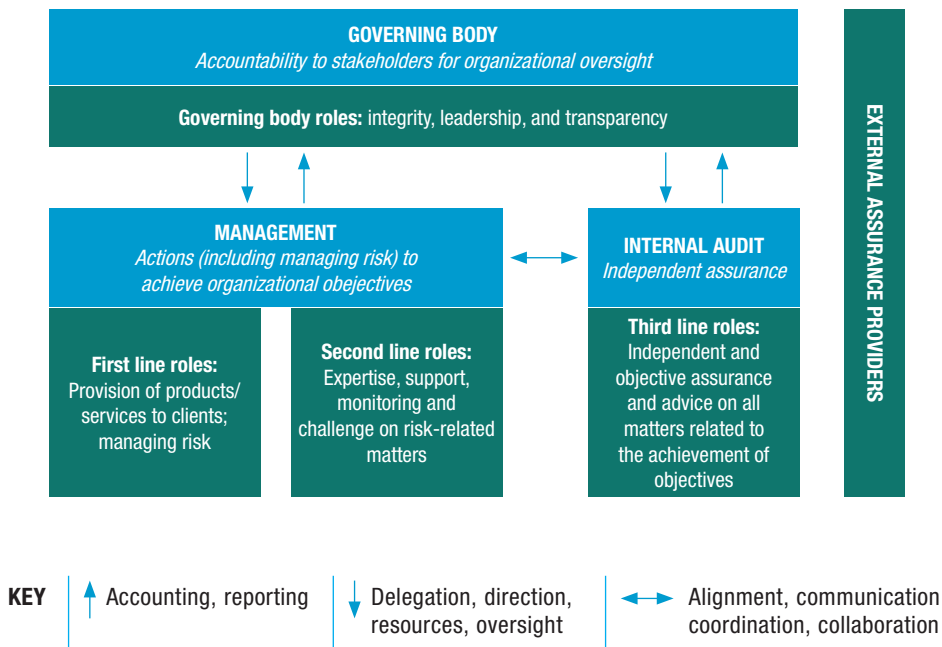 GOVERNING BODY
Accountability to stakeholders for organizational oversight
Governing body roles: integrity, leadership, and transparency
MANAGEMENT
Actions (including managing risk) to
achieve organizational obejectives
INTERNAL AUDIT
Independent assurance
First line roles:
Provision of products/
services to clients;
managing risk
Second line roles:
Expertise, support,
monitoring and
challenge on risk-related
matters
Third line roles:
Independent and
objective assurance
and advice on all
matters related to
the achievement of
objectives
EXTERNAL ASSURANCE PROVIDERS
KEY
Accounting, reporting
Delegation, direction,
resources, oversight
Alignment, communication
coordination, collaboration